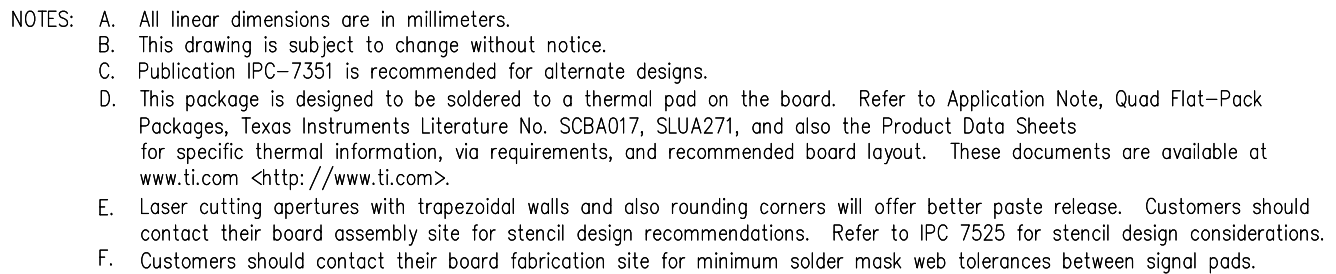 NOTES: A. All linear dimensions are in millimeters.
B. This drawing is subject to change without notice.
C. Publication IPC-7351 is recommended for alternate designs.
D. This package is designed to be soldered to a thermal pad on the board. Refer to Application Note, Quad Flat-Pack
Packages, Texas Instruments Literature No. SCBA017, SLUA271, and also the Product Data Sheets
for specific thermal information, via requirements, and recommended board layout. These documents are available at
www.ti.com <http://www.ti.com>.
E. Laser cutting apertures with trapezoidal walls and also rounding corners will offer better paste release. Customers should
contact their board assembly site for stencil design recommendations. Refer to IPC 7525 for stencil design considerations.
F. Customers should contact their board fabrication site for minimum solder mask web tolerances between signal pads.